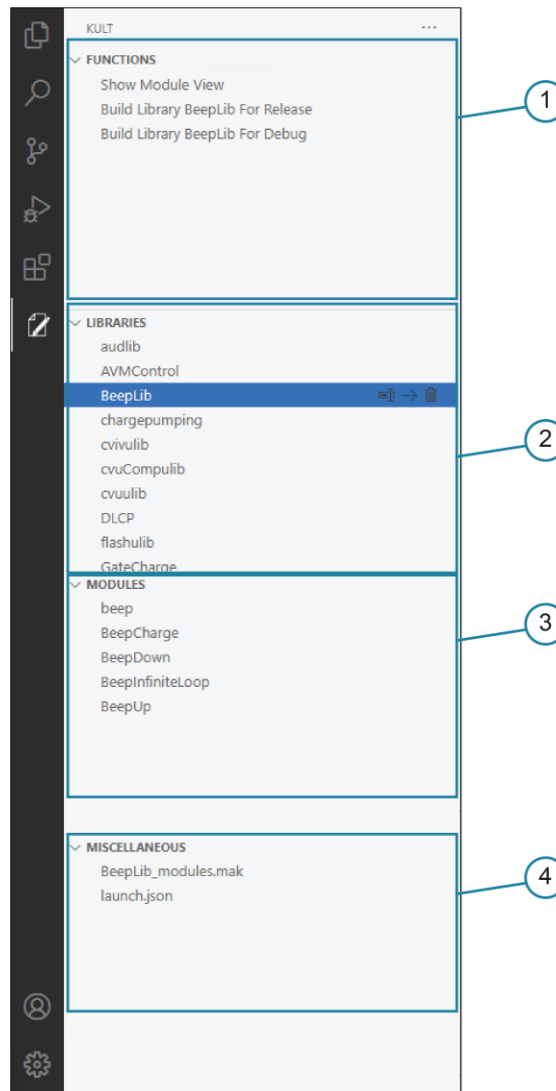 KULT
FUNCTIONS
Show Module View
Build Library BeepLib For Release
Build Library BeepLib For Debug
1
LIBRARIES
audlib
AVMControl
BeepLib
chargepumping
cvivulib
cvuCompulib
cvuulib
DLCP
flashulib
GateCharge
2
MODULES
beep
BeepCharge
BeepDown
BeepInfiniteLoop
BeepUp
3
MISCELLANEOUS
BeepLib_modules.mak
launch.json
4